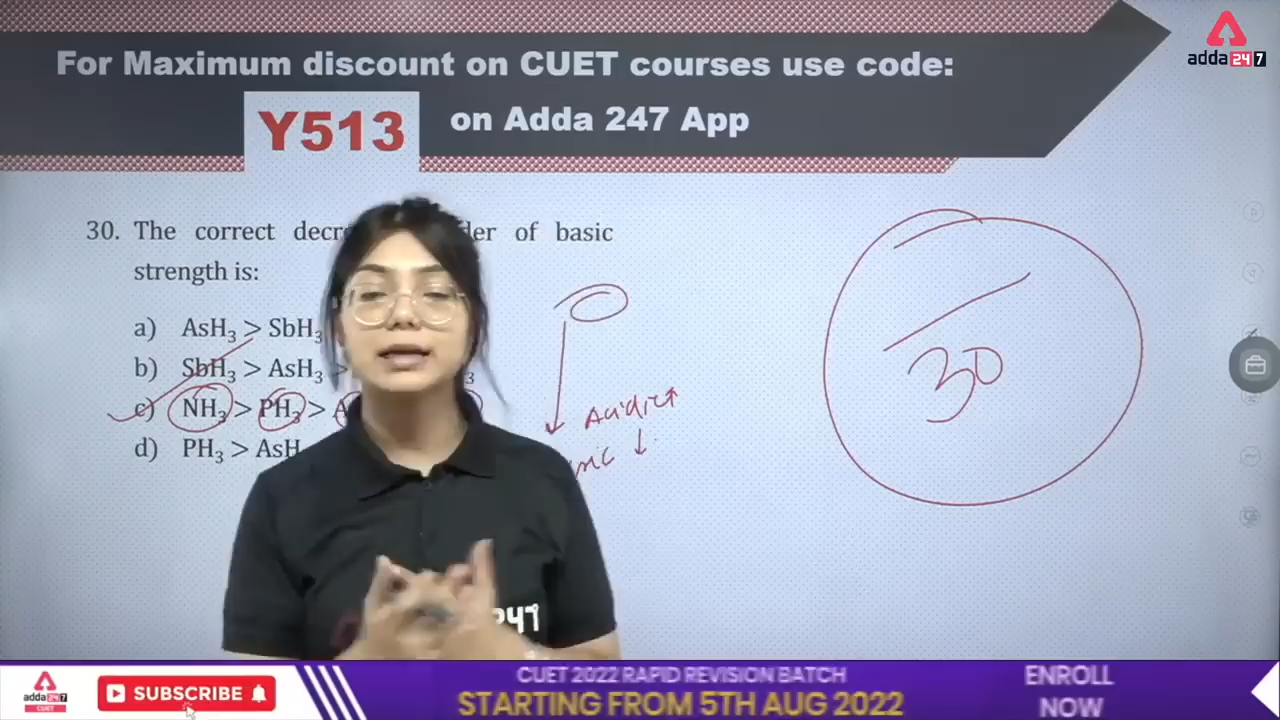 For Maximum discount on CUET courses use code:
Y513 on Adda 247 App
adda247
30. The correct of basic
strength is:
a) AsH₃ > SbH₃
b) SbH₃ > AsH₃ >
c) NH₃ > PH₃ >
d) PH₃ > AsH
Acidic↑
↓
30
247
adda247
CUET
SUBSCRIBE
CUET 2022 RAPID REVISION BATCH
STARTING FROM 5TH AUG 2022
ENROLL
NOW